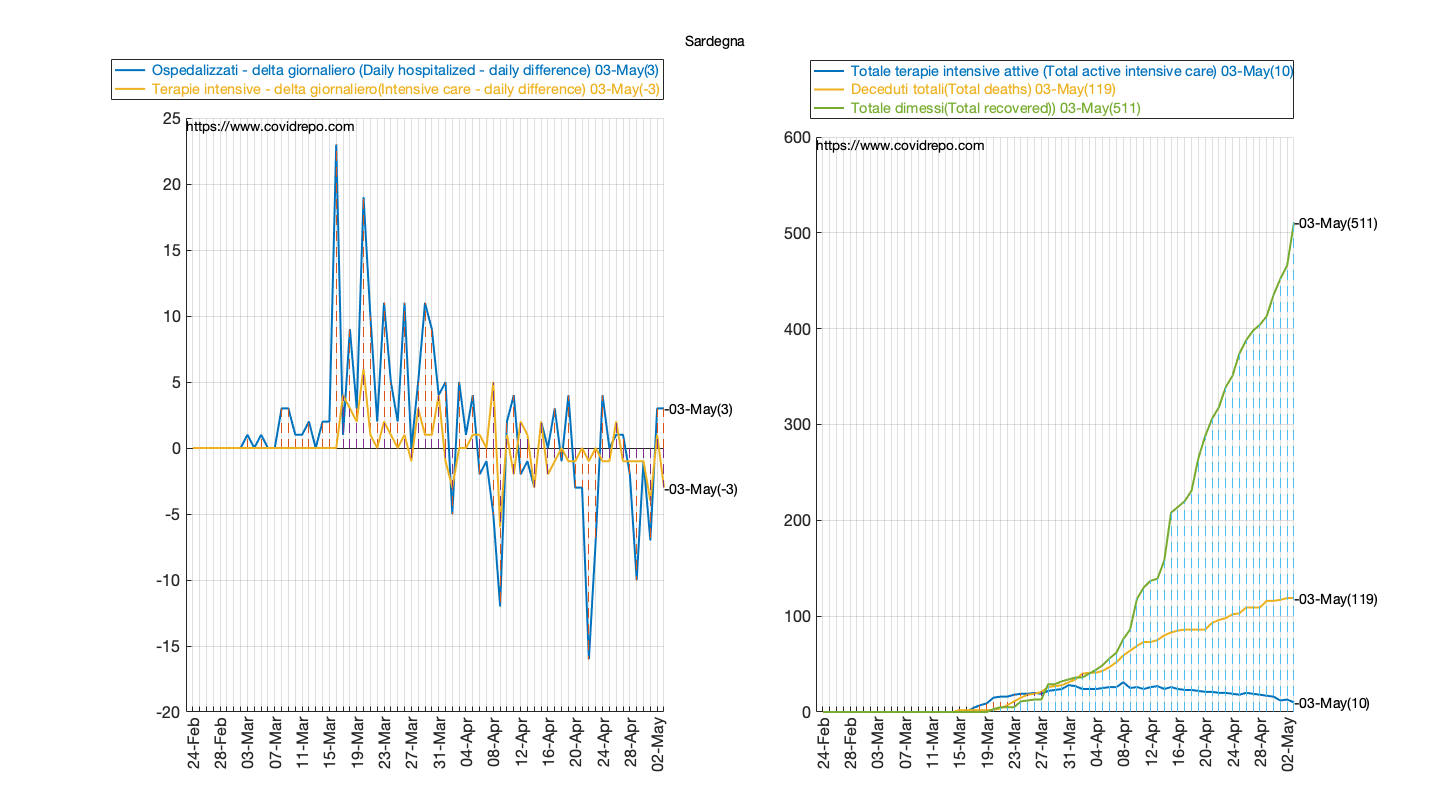 Sardegna
Ospedalizzati - delta giornaliero (Daily hospitalized - daily difference) 03-May(3)
Terapie intensive - delta giornaliero(Intensive care - daily difference) 03-May(-3)
https://www.covidrepo.com
25
20
15
10
5
0
-5
-10
-15
-20
-03-May(3)
-03-May(-3)
24-Feb
28-Feb
03-Mar
07-Mar
11-Mar
15-Mar
19-Mar
23-Mar
27-Mar
31-Mar
04-Apr
08-Apr
12-Apr
16-Apr
20-Apr
24-Apr
28-Apr
02-May
Totale terapie intensive attive (Total active intensive care) 03-May(10)
Deceduti totali(Total deaths) 03-May(119)
Totale dimessi(Total recovered)) 03-May(511)
https://www.covidrepo.com
600
500
400
300
200
100
0
-03-May(511)
-03-May(119)
-03-May(10)
24-Feb
28-Feb
03-Mar
07-Mar
11-Mar
15-Mar
19-Mar
23-Mar
27-Mar
31-Mar
04-Apr
08-Apr
12-Apr
16-Apr
20-Apr
24-Apr
28-Apr
02-May